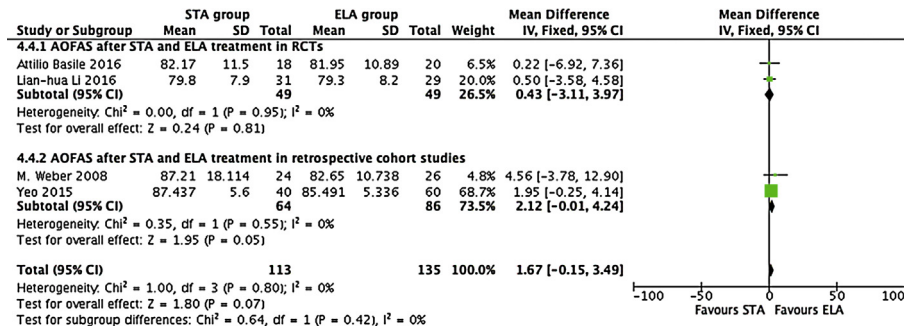 STA group ELA group Mean Difference Mean Difference
Study or Subgroup Mean SD Total Mean SD Total Weight IV, Fixed, 95% CI IV, Fixed, 95% CI
4.4.1 AOFAS after STA and ELA treatment in RCTs
Attilio Basile 2016 82.17 11.5 18 81.95 10.89 20 6.5% 0.22 [-6.92, 7.36]
Lian-hua Li 2016 79.8 7.9 31 79.3 8.2 29 20.0% 0.50 [-3.58, 4.58]
Subtotal (95% CI) 49 49 26.5% 0.43 [-3.11, 3.97]
Heterogeneity: Chi² = 0.00, df = 1 (P = 0.95); I² = 0%
Test for overall effect: Z = 0.24 (P = 0.81)
4.4.2 AOFAS after STA and ELA treatment in retrospective cohort studies
M. Weber 2008 87.21 18.114 24 82.65 10.738 26 4.8% 4.56 [-3.78, 12.90]
Yeo 2015 87.437 5.6 40 85.491 5.336 60 68.7% 1.95 [-0.25, 4.14]
Subtotal (95% CI) 64 86 73.5% 2.12 [-0.01, 4.24]
Heterogeneity: Chi² = 0.35, df = 1 (P = 0.55); I² = 0%
Test for overall effect: Z = 1.95 (P = 0.05)
Total (95% CI) 113 135 100.0% 1.67 [-0.15, 3.49]
Heterogeneity: Chi² = 1.00, df = 3 (P = 0.80); I² = 0%
Test for overall effect: Z = 1.80 (P = 0.07)
Test for subgroup differences: Chi² = 0.64, df = 1 (P = 0.42), I² = 0%
-100 -50 0 50 100
Favours STA Favours ELA